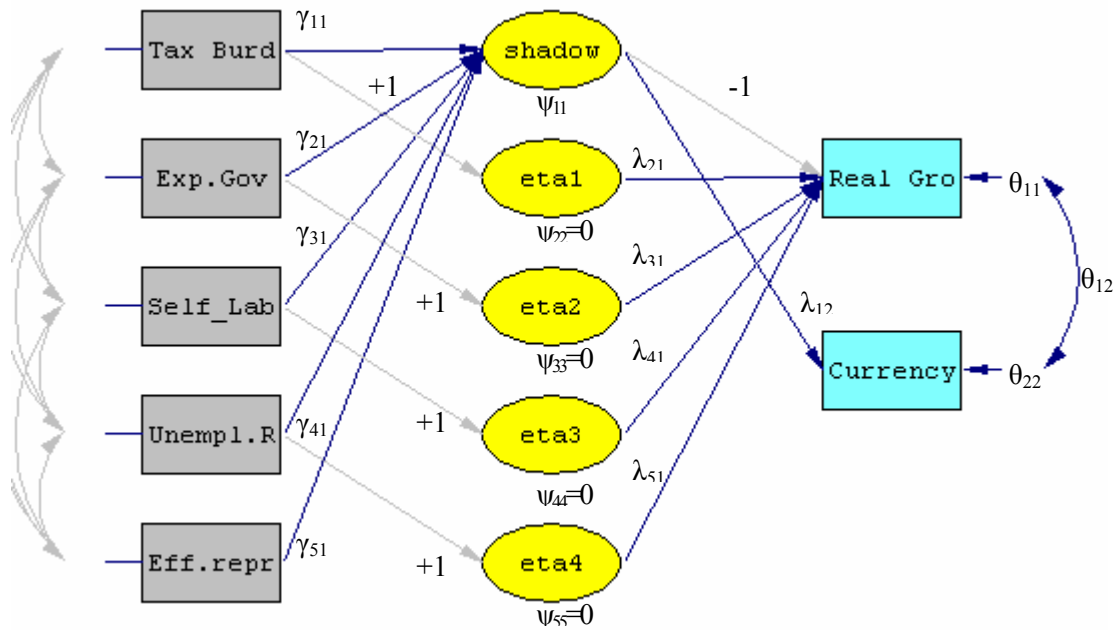 γ₁₁
Tax Burd
shadow
+1
-1
ψ₁₁
γ₂₁
λ₂₁
Exp.Gov
eta1
Real Gro
θ₁₁
ψ₂₂=0
γ₃₁
λ₃₁
θ₁₂
Self_Lab
+1
eta2
λ₁₂
ψ₃₃=0
λ₄₁
Currency
θ₂₂
γ₄₁
+1
Unempl.R
eta3
λ₅₁
ψ₄₄=0
γ₅₁
Eff.repr
+1
eta4
ψ₅₅=0